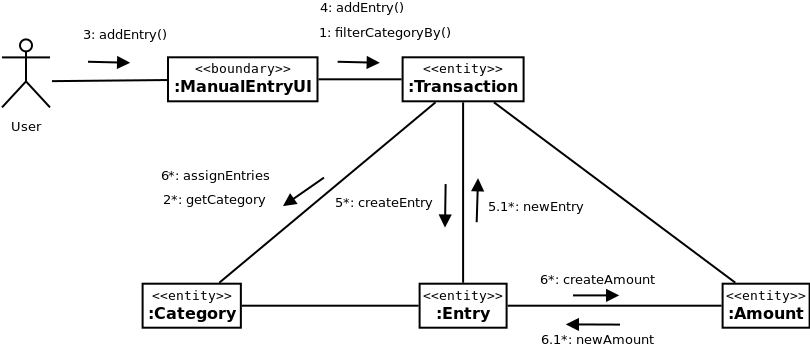 4: addEntry()
3: addEntry()
1: filterCategoryBy()
<<boundary>>
:ManualEntryUI
<<entity>>
:Transaction
User
6*: assignEntries
2*: getCategory
5*: createEntry
5.1*: newEntry
6*: createAmount
<<entity>>
:Category
<<entity>>
:Entry
<<entity>>
:Amount
6.1*: newAmount